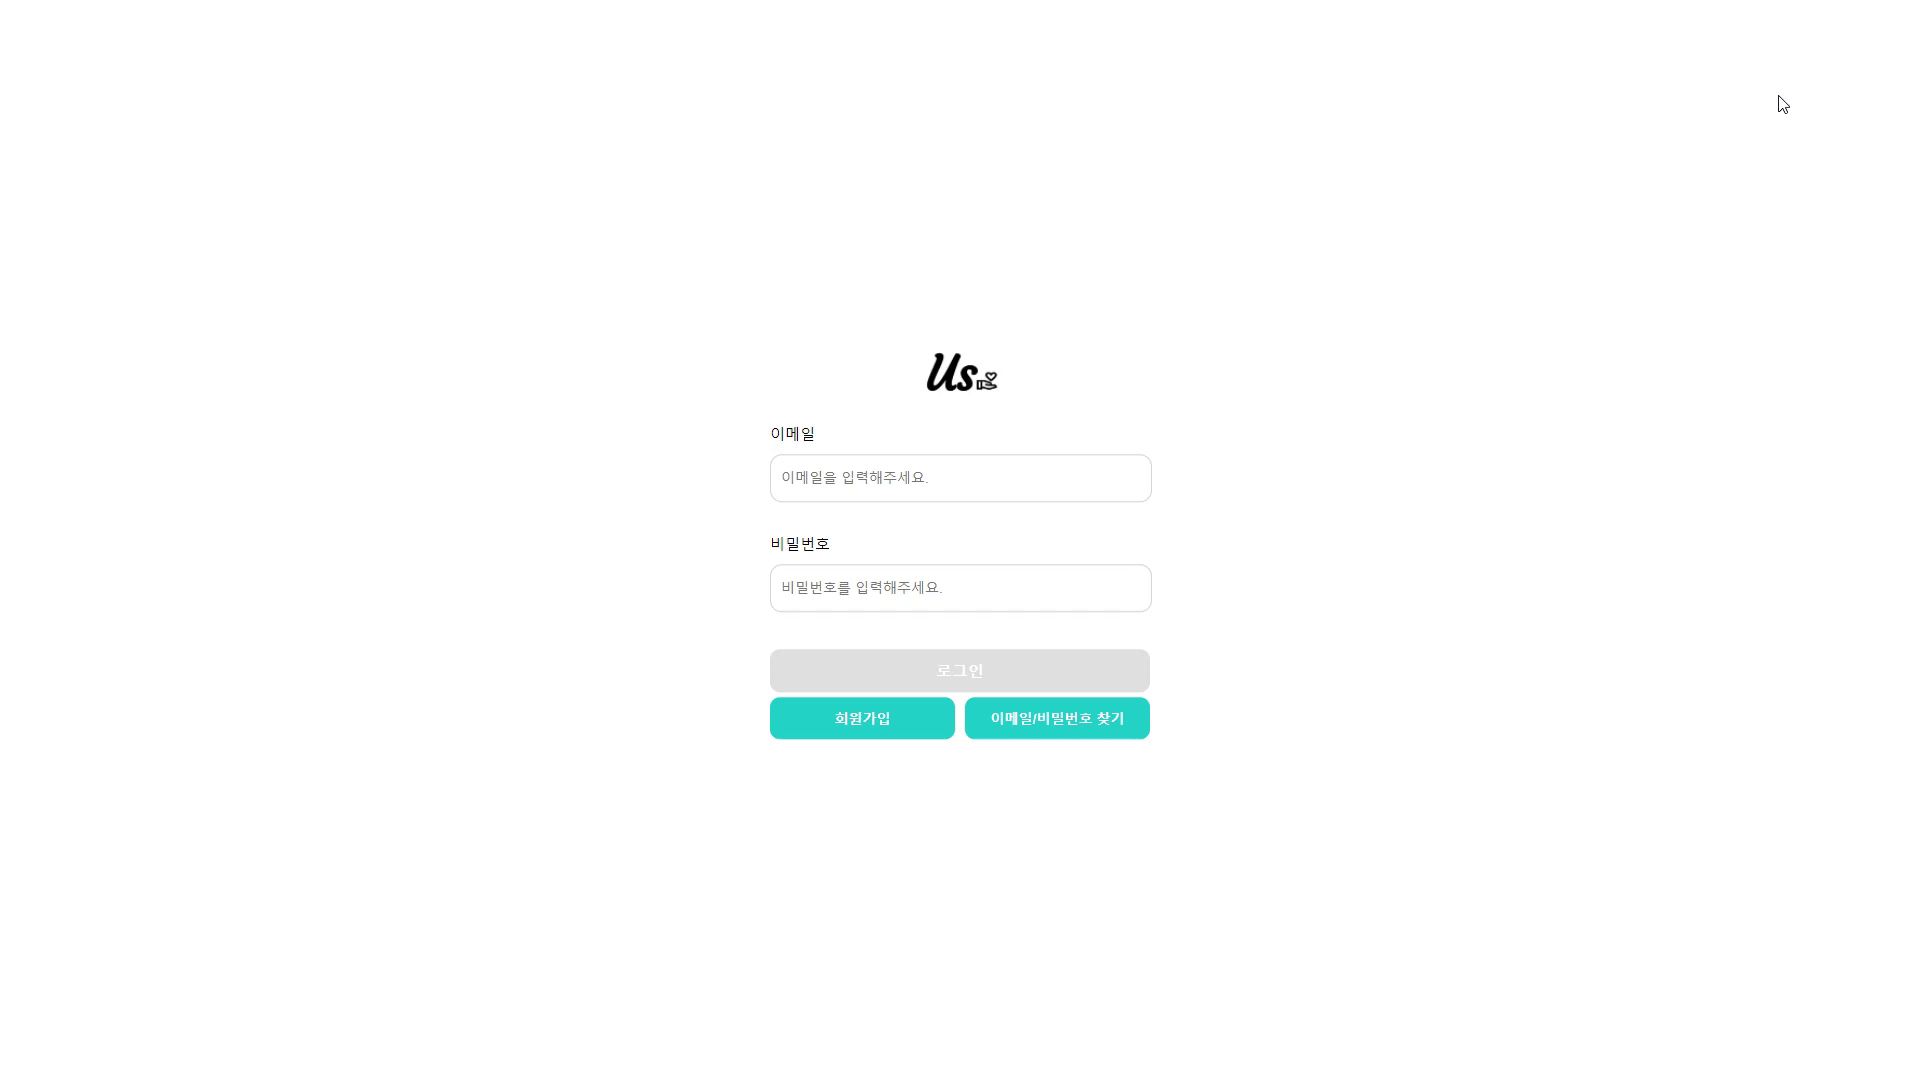 Us
이메일
이메일을 입력해주세요.
비밀번호
비밀번호를 입력해주세요.
로그인
회원가입
이메일/비밀번호 찾기